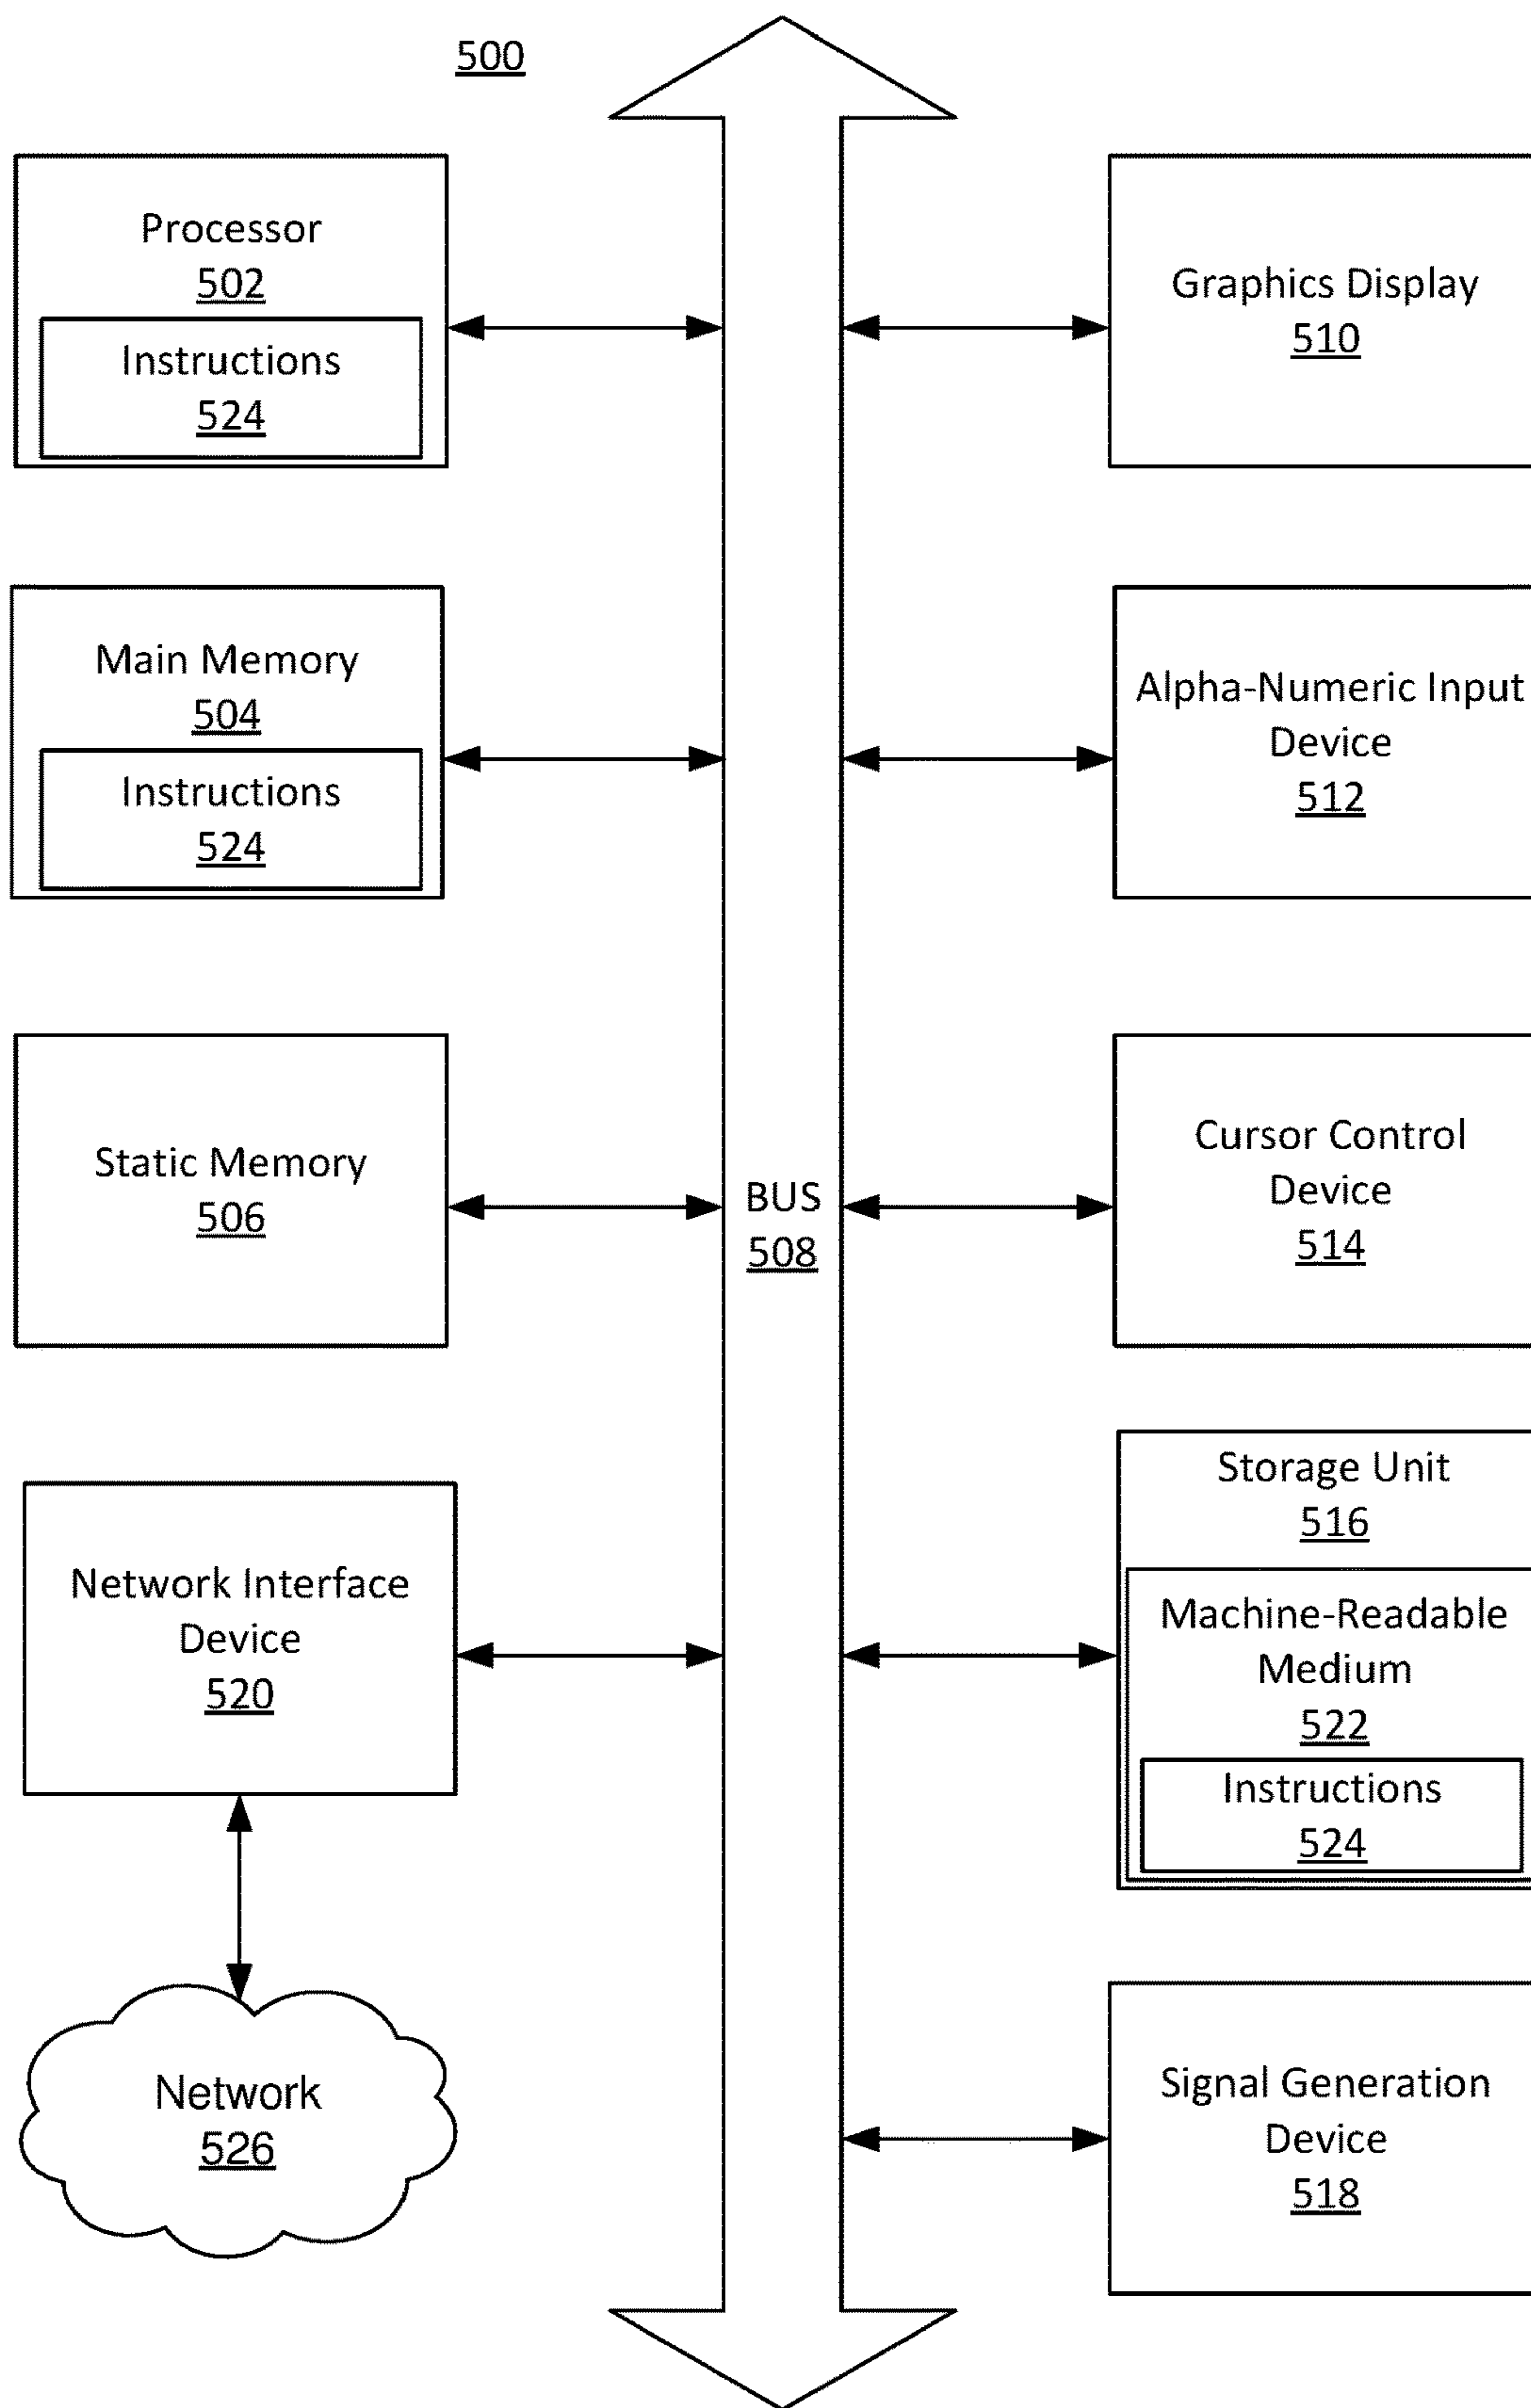 500
Processor
502
Instructions
524
Main Memory
504
Instructions
524
Static Memory
506
Network Interface
Device
520
Network
526
BUS
508
Graphics Display
510
Alpha-Numeric Input
Device
512
Cursor Control
Device
514
Storage Unit
516
Machine-Readable
Medium
522
Instructions
524
Signal Generation
Device
518